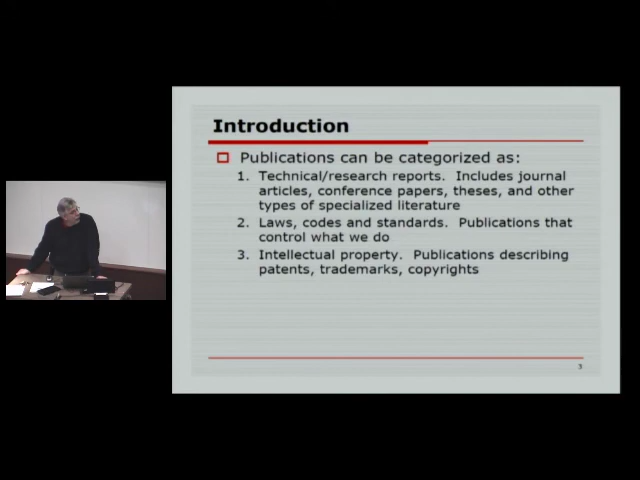 Introduction
Publications can be categorized as:
1. Technical/research reports. Includes journal
articles, conference papers, theses, and other
types of specialized literature
2. Laws, codes and standards. Publications that
control what we do
3. Intellectual property. Publications describing
patents, trademarks, copyrights
3